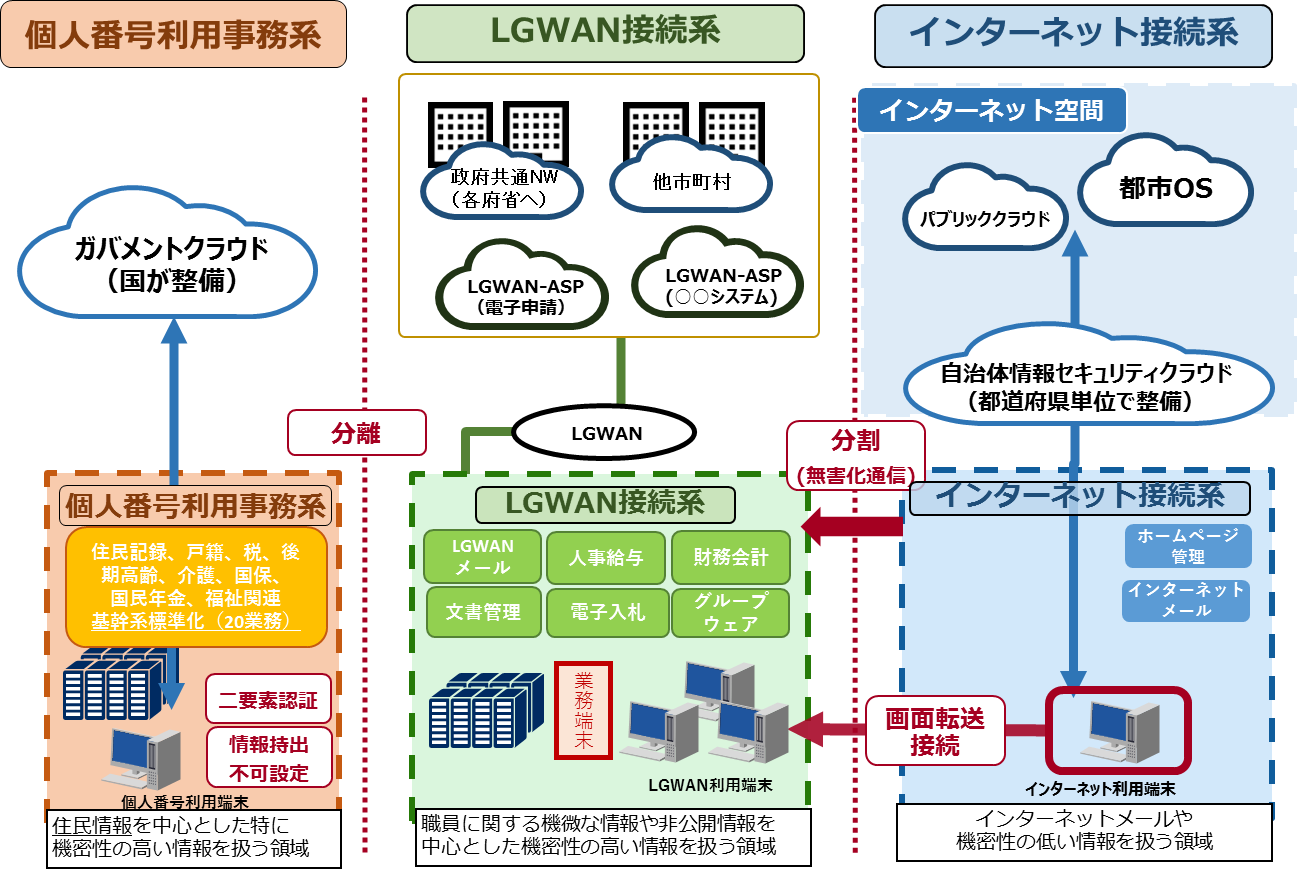 個人番号利用事務系
LGWAN接続系
インターネット接続系
インターネット空間
政府共通NW
（各府省へ）
他市町村
LGWAN-ASP
（電子申請）
LGWAN-ASP
(〇〇システム)
パブリッククラウド
都市OS
ガバメントクラウド
（国が整備）
自治体情報セキュリティクラウド
（都道府県単位で整備）
分離
LGWAN
分割
(無害化通信)
個人番号利用事務系
住民記録、戸籍、税、後
期高齢、介護、国保、
国民年金、福祉関連
基幹系標準化（20業務）
二要素認証
情報持出
不可設定
個人番号利用端末
住民情報を中心とした特に
機密性の高い情報を扱う領域
LGWAN接続系
LGWAN
メール
人事給与
財務会計
文書管理
電子入札
グループ
ウェア
業務端末
LGWAN利用端末
職員に関する機微な情報や非公開情報を
中心とした機密性の高い情報を扱う領域
インターネット接続系
ホームページ
管理
インターネット
メール
画面転送
接続
インターネット利用端末
インターネットメールや
機密性の低い情報を扱う領域